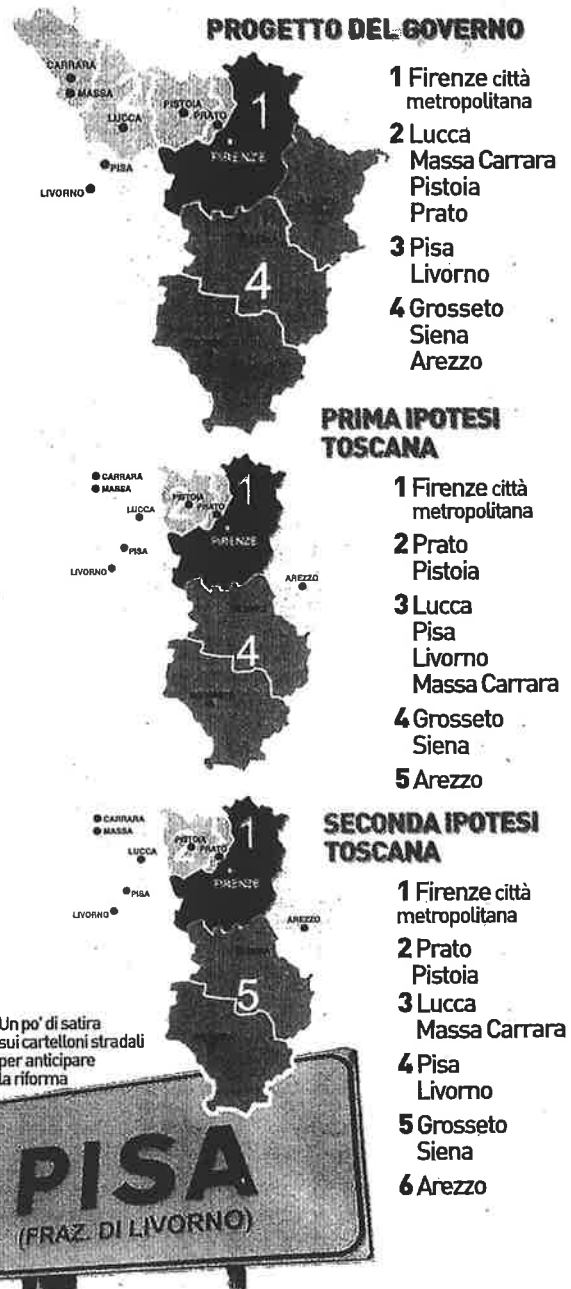 PROGETTO DEL GOVERNO
CARRARA
MASSA
LUCCA
PISTOIA
PRATO
FIRENZE
PISA
LIVORNO
1
4
1 Firenze città
metropolitana
2 Lucca
Massa Carrara
Pistoia
Prato
3 Pisa
Livorno
4 Grosseto
Siena
Arezzo
PRIMA IPOTESI
TOSCANA
CARRARA
MASSA
LUCCA
PISTOIA
PRATO
FIRENZE
PISA
LIVORNO
AREZZO
1
2
4
1 Firenze città
metropolitana
2 Prato
Pistoia
3 Lucca
Pisa
Livorno
Massa Carrara
4 Grosseto
Siena
5 Arezzo
SECONDA IPOTESI
TOSCANA
CARRARA
MASSA
LUCCA
PISTOIA
PRATO
FIRENZE
PISA
LIVORNO
AREZZO
1
2
5
1 Firenze città
metropolitana
2 Prato
Pistoia
3 Lucca
Massa Carrara
4 Pisa
Livorno
5 Grosseto
Siena
6 Arezzo
Un po' di satira
sui cartelloni stradali
per anticipare
la riforma
PISA
(FRAZ. DI LIVORNO)